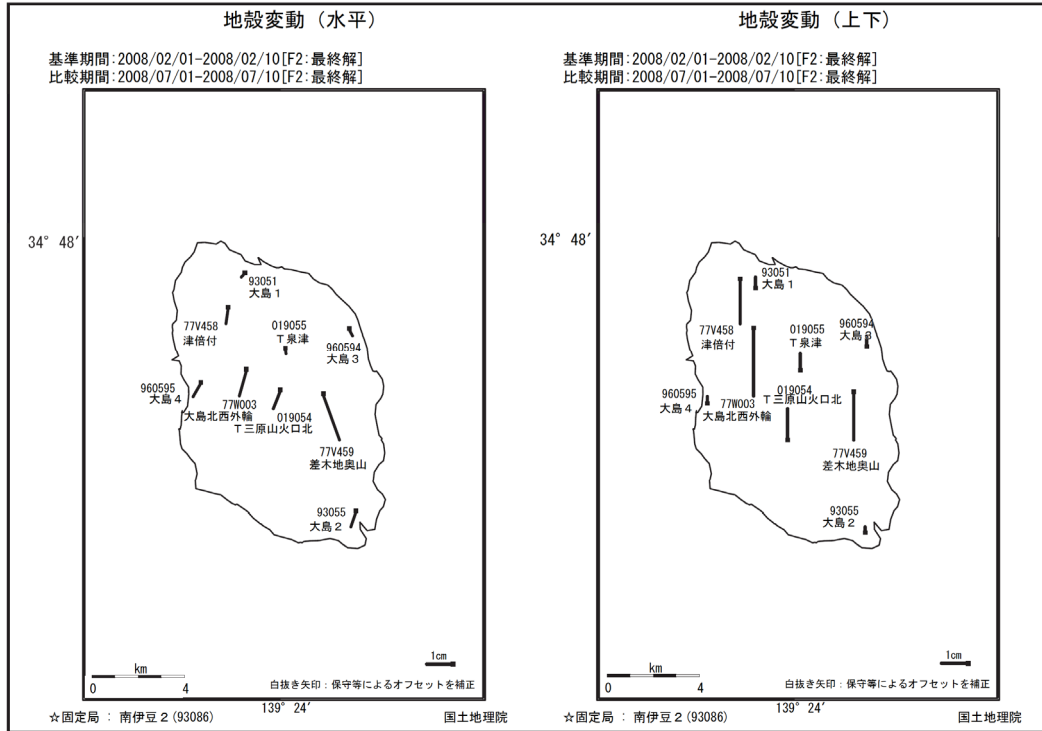 地殻変動（水平）
基準期間:2008/02/01-2008/02/10[F2:最終解]
比較期間:2008/07/01-2008/07/10[F2:最終解]
34° 48′
93051
大島１
77V458
津倍付
019055
Ｔ泉津
960594
大島３
960595
大島４
77W003
大島北西外輪
019054
Ｔ三原山火口北
77V459
差木地奥山
93055
大島２
km
0 4
1cm
白抜き矢印：保守等によるオフセットを補正
139° 24′
☆固定局 ： 南伊豆２(93086)
国土地理院
地殻変動（上下）
基準期間:2008/02/01-2008/02/10[F2:最終解]
比較期間:2008/07/01-2008/07/10[F2:最終解]
34° 48′
93051
大島１
77V458
津倍付
019055
Ｔ泉津
960594
大島３
960595
大島４
77W003
大島北西外輪
019054
Ｔ三原山火口北
77V459
差木地奥山
93055
大島２
km
0 4
1cm
白抜き矢印：保守等によるオフセットを補正
139° 24′
☆固定局 ： 南伊豆２(93086)
国土地理院